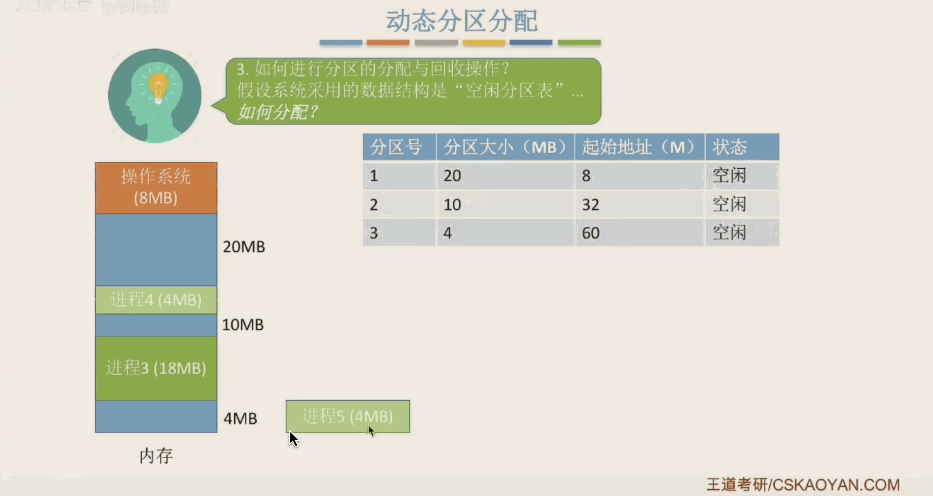 动态分区分配
3. 如何进行分区的分配与回收操作？
假设系统采用的数据结构是“空闲分区表”...
如何分配？
分区号 分区大小（MB） 起始地址（M） 状态
1 20 8 空闲
2 10 32 空闲
3 4 60 空闲
操作系统
(8MB)
20MB
进程4 (4MB)
10MB
进程3 (18MB)
4MB
进程5 (4MB)
内存
王道考研/CSKAOYAN.COM